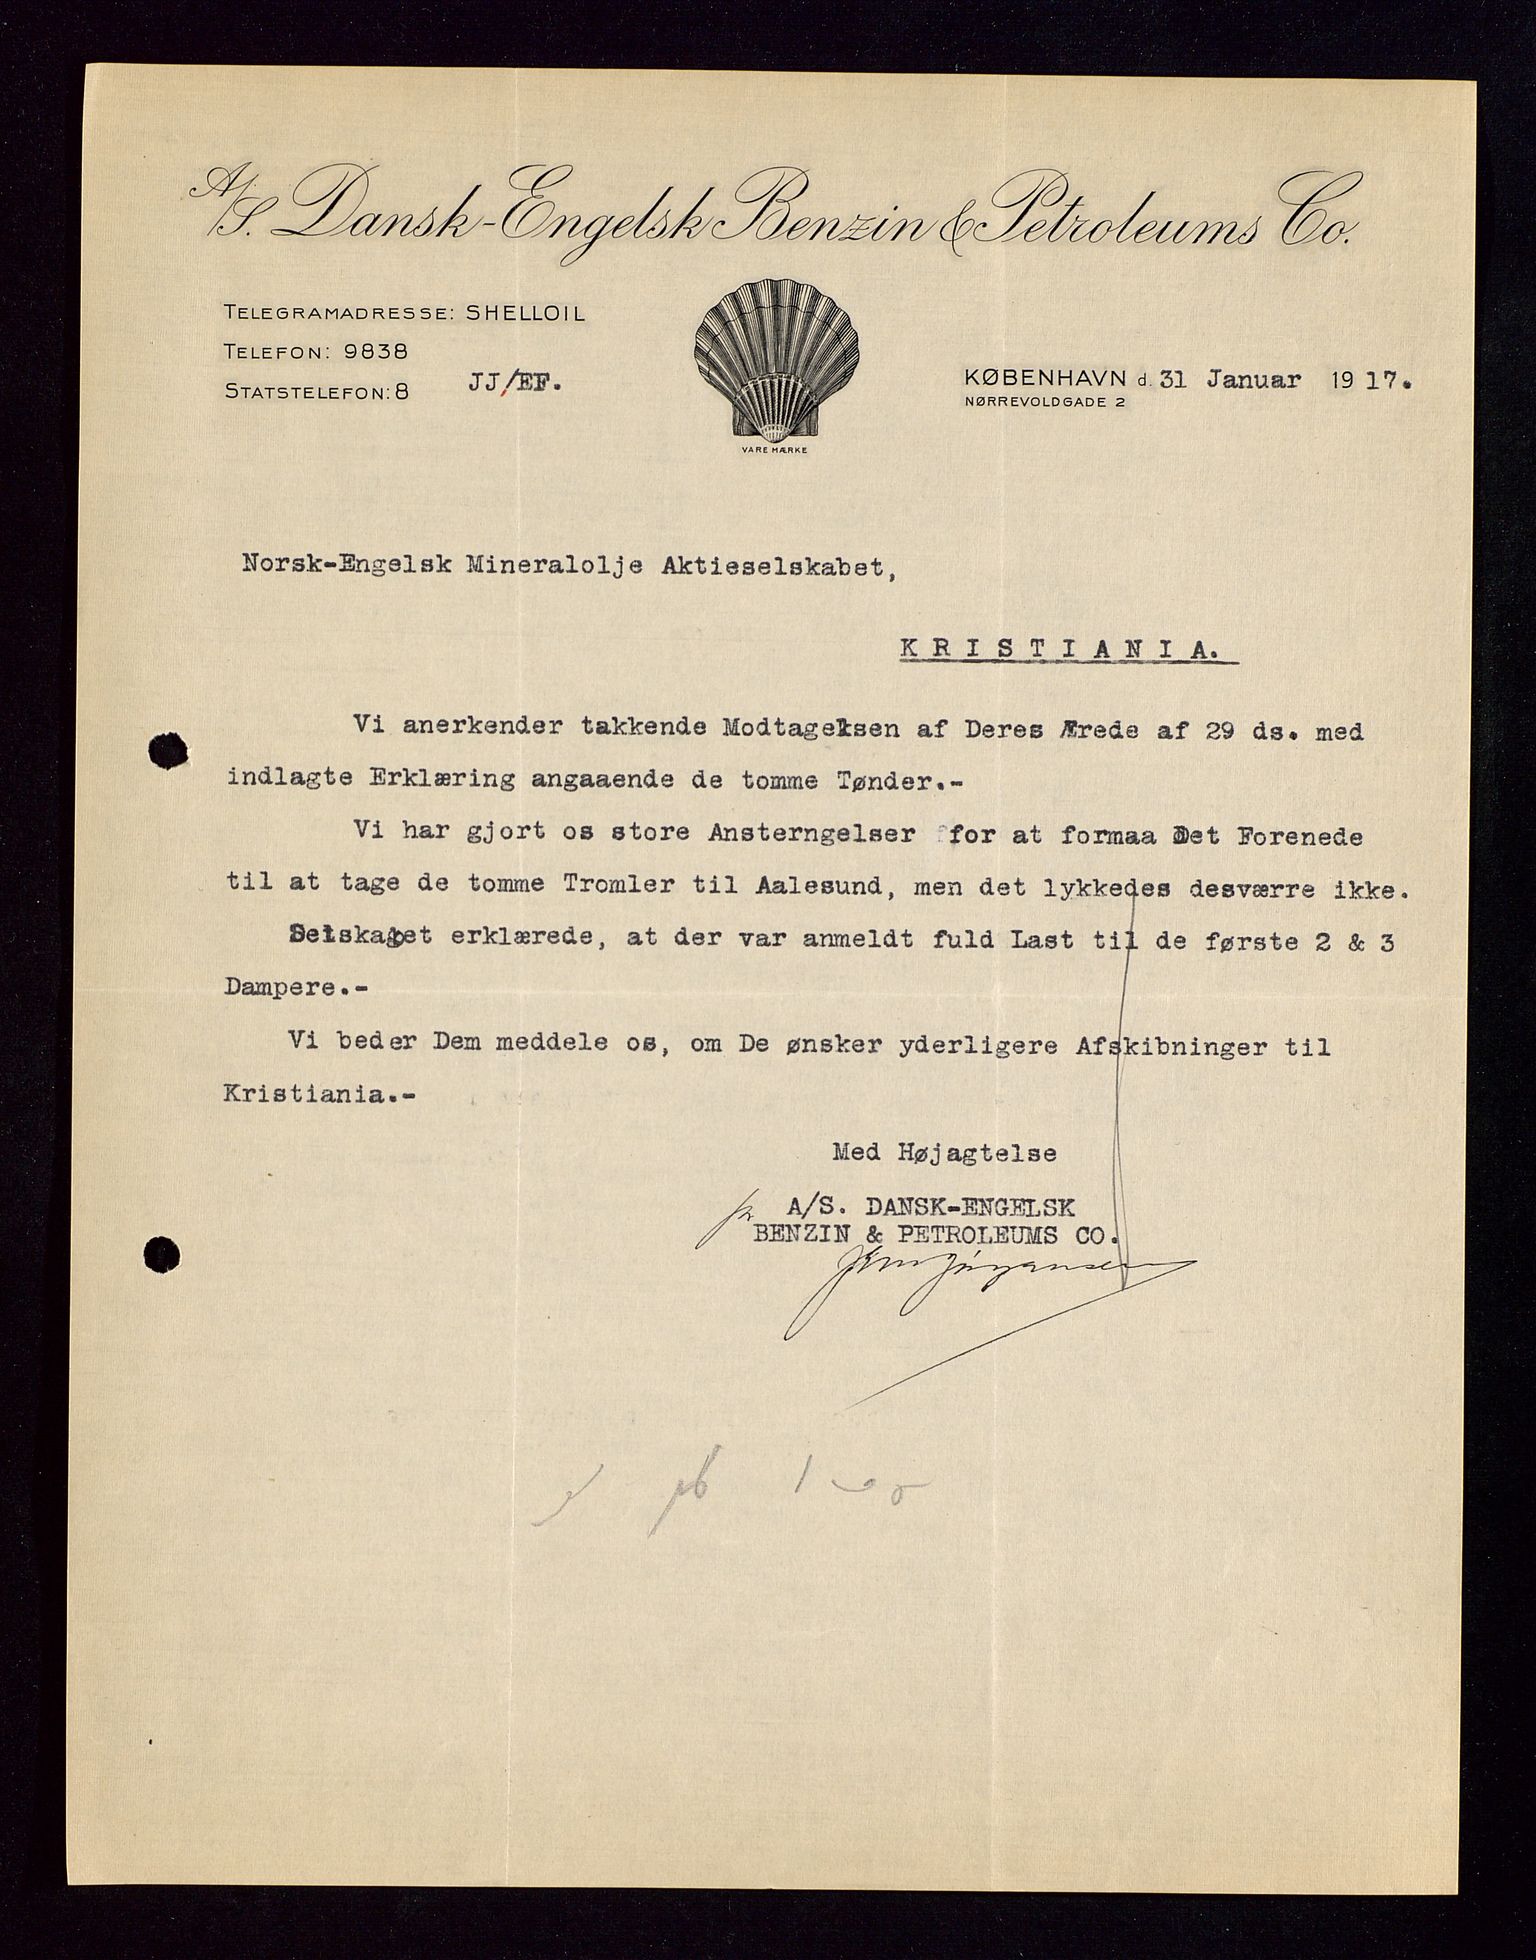 A/S. Dansk-Engelsk Benzin & Petroleums Co.
TELEGRAMADRESSE: SHELLOIL
TELEFON: 9838
STATSTELEFON: 8 JJ/EF.
VARE MÆRKE
KØBENHAVN d. 31 Januar 1917.
NØRREVOLDGADE 2
Norsk-Engelsk Mineralolje Aktieselskabet,
KRISTIANIA.
Vi anerkender takkende Modtagelsen af Deres Ærede af 29 ds. med
indlagte Erklæring angaaende de tomme Tønder.-
Vi har gjort os store Ansterngelser for at formaa Det Forenede
til at tage de tomme Tromler til Aalesund, men det lykkedes desværre ikke.
Selskabet erklærede, at der var anmeldt fuld Last til de første 2 & 3
Dampere.-
Vi beder Dem meddele os, om De ønsker yderligere Afskibninger til
Kristiania.-
Med Højagtelse
pr A/S. DANSK-ENGELSK
BENZIN & PETROLEUMS CO.